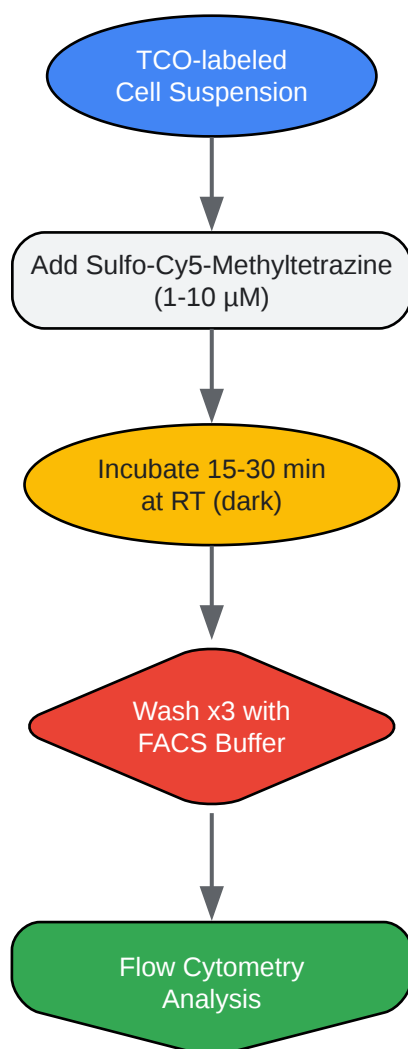 TCO-labeled
Cell Suspension
Add Sulfo-Cy5-Methyltetrazine
(1-10 µM)
Incubate 15-30 min
at RT (dark)
Wash x3 with
FACS Buffer
Flow Cytometry
Analysis